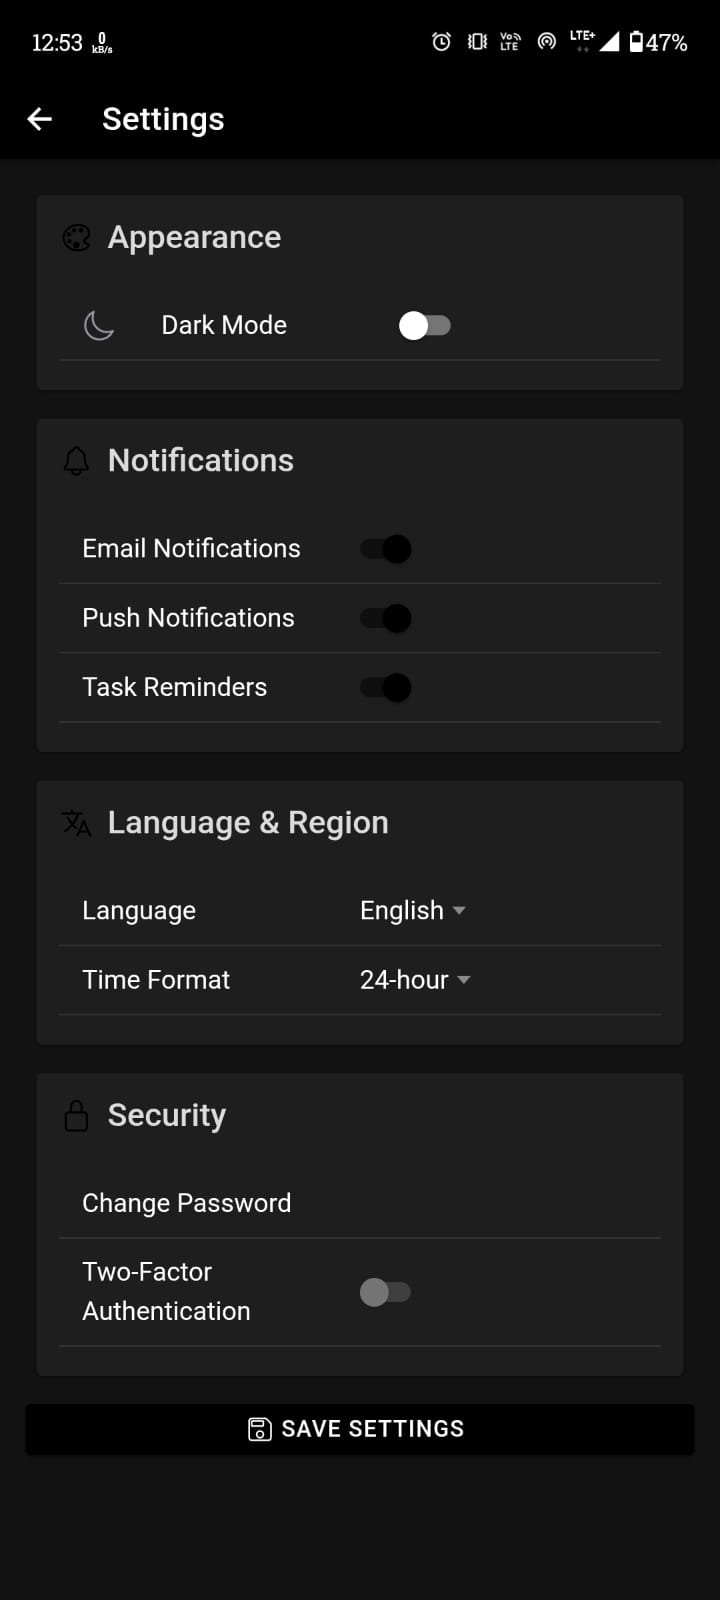 12:53 0 kB/s Vo LTE LTE+ 47%
Settings
Appearance
Dark Mode
Notifications
Email Notifications
Push Notifications
Task Reminders
Language & Region
Language English
Time Format 24-hour
Security
Change Password
Two-Factor
Authentication
SAVE SETTINGS